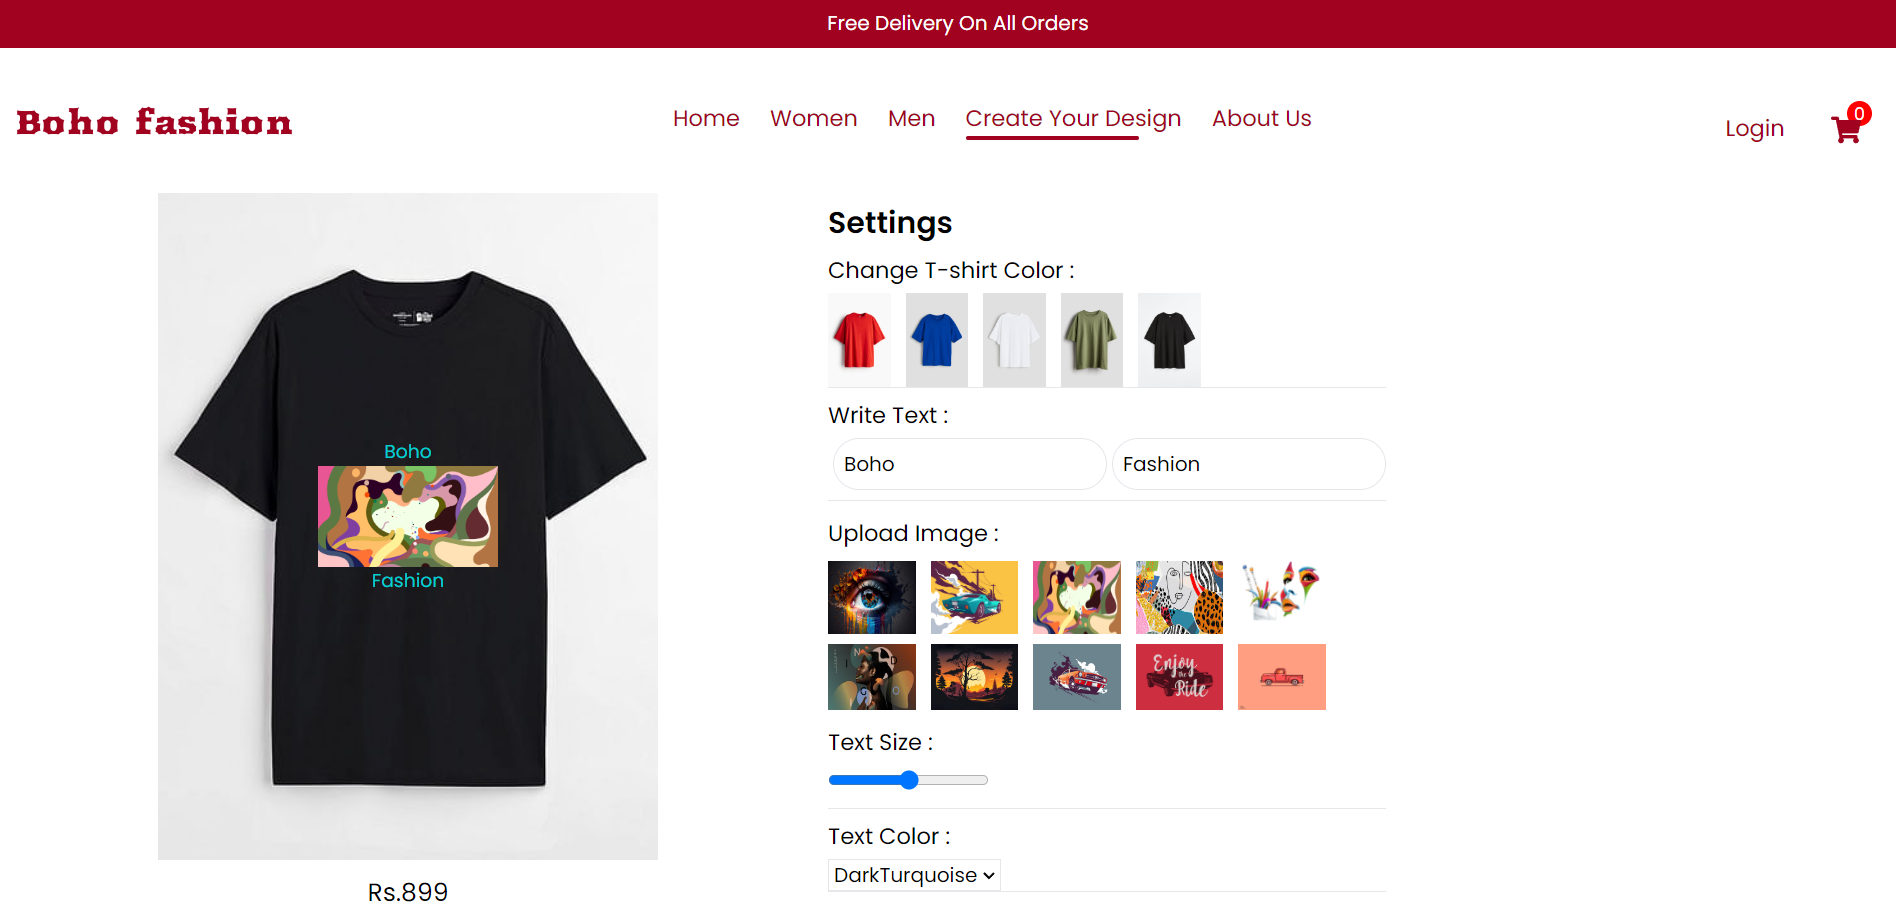 Free Delivery On All Orders
Boho fashion
Home Women Men Create Your Design About Us
Login 0
Boho
Fashion
Rs.899
Settings
Change T-shirt Color :
Write Text :
Boho Fashion
Upload Image :
Enjoy
the
Ride
Text Size :
Text Color :
DarkTurquoise